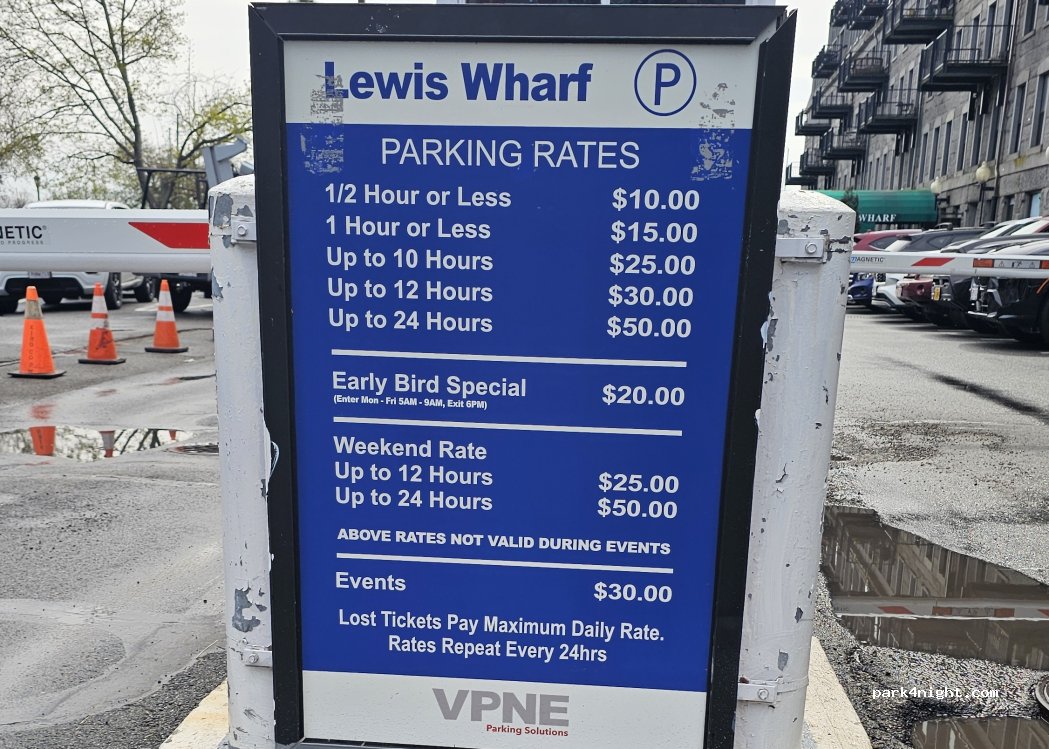 Lewis Wharf P
PARKING RATES
1/2 Hour or Less $10.00
1 Hour or Less $15.00
Up to 10 Hours $25.00
Up to 12 Hours $30.00
Up to 24 Hours $50.00
Early Bird Special $20.00
(Enter Mon - Fri 5AM - 9AM, Exit 6PM)
Weekend Rate
Up to 12 Hours $25.00
Up to 24 Hours $50.00
ABOVE RATES NOT VALID DURING EVENTS
Events $30.00
Lost Tickets Pay Maximum Daily Rate.
Rates Repeat Every 24hrs
VPNE
Parking Solutions
NETIC
WHARF
MAGNETIC
park4night.com